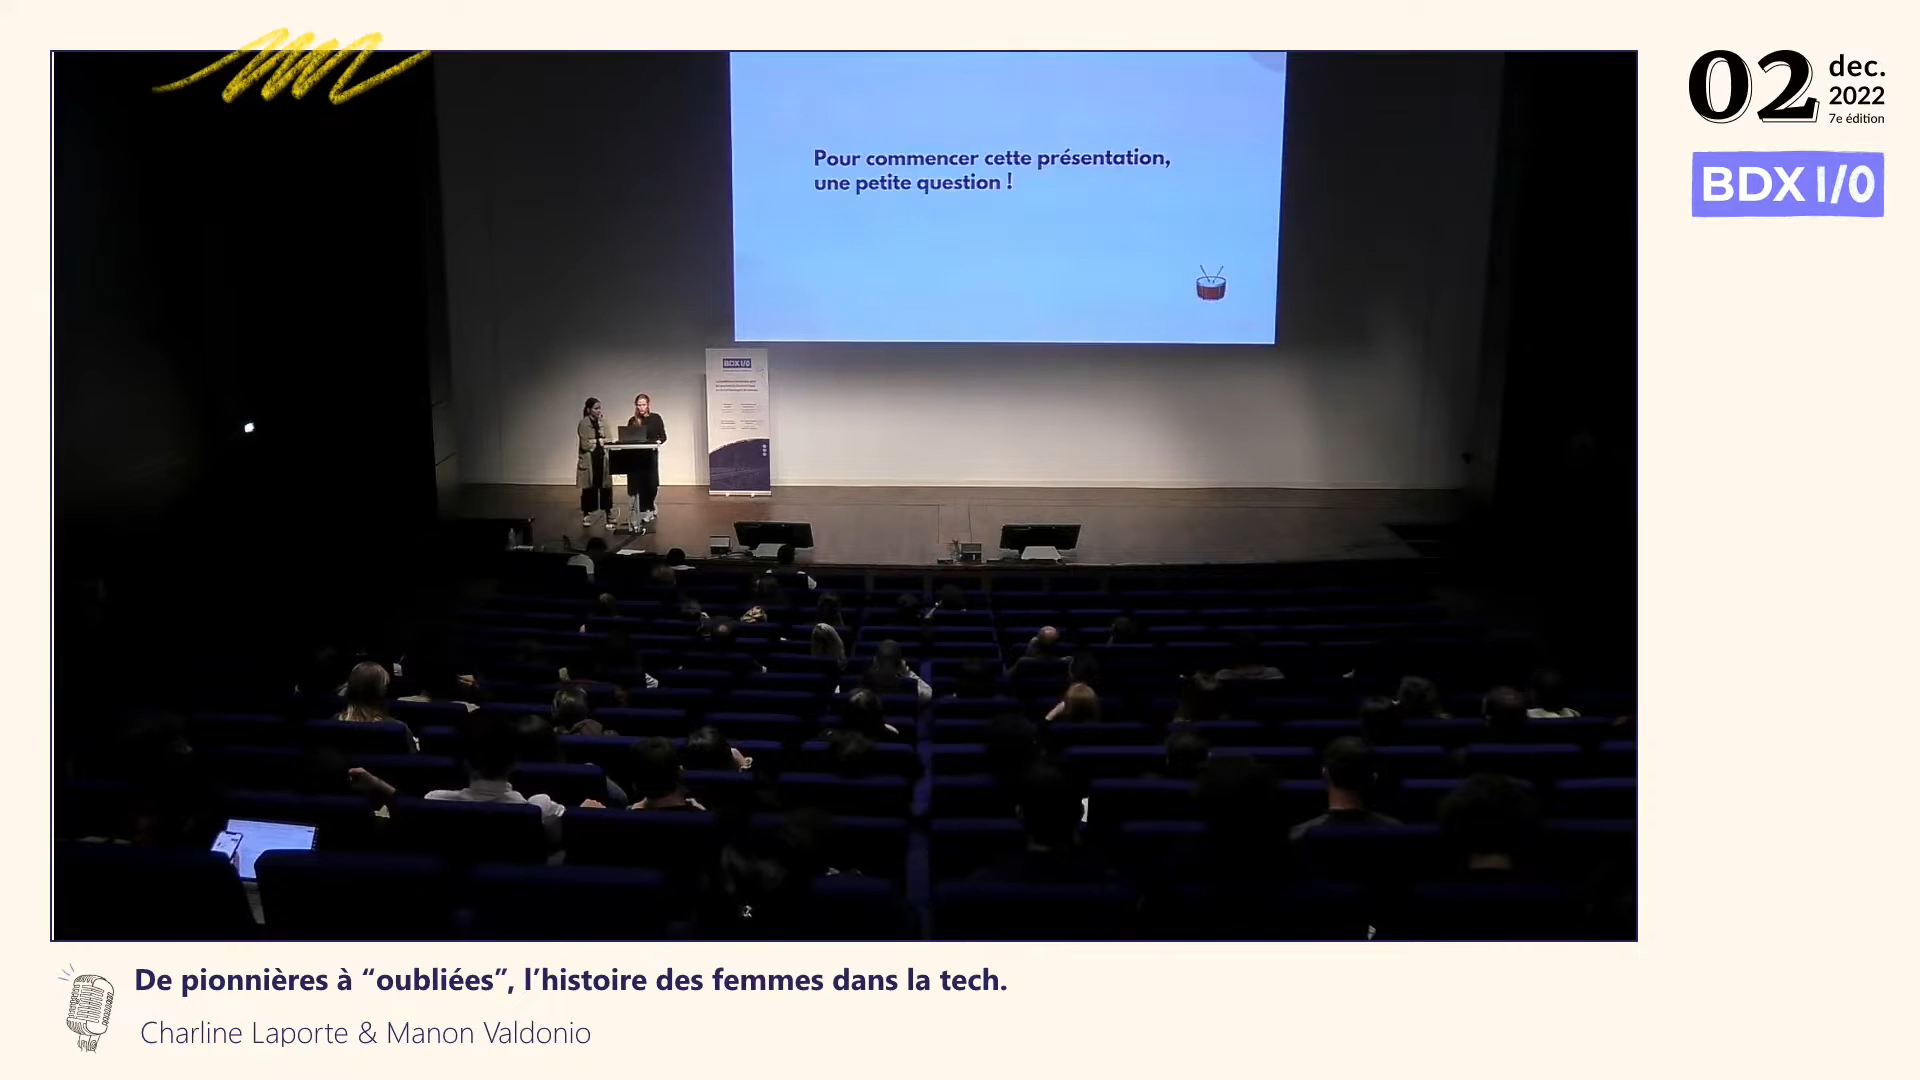 02
dec.
2022
7e édition
BDX I/O
Pour commencer cette présentation,
une petite question !
BDX I/O
De pionnières à “oubliées”, l’histoire des femmes dans la tech.
Charline Laporte & Manon Valdonio